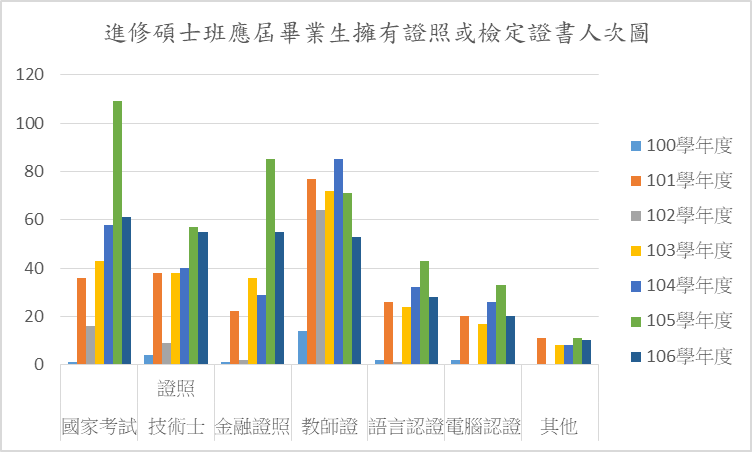 進修碩士班應屆畢業生擁有證照或檢定證書人次圖
120
100
80
60
40
20
0
證照
國家考試 技術士 金融證照 教師證 語言認證 電腦認證 其他
100學年度
101學年度
102學年度
103學年度
104學年度
105學年度
106學年度